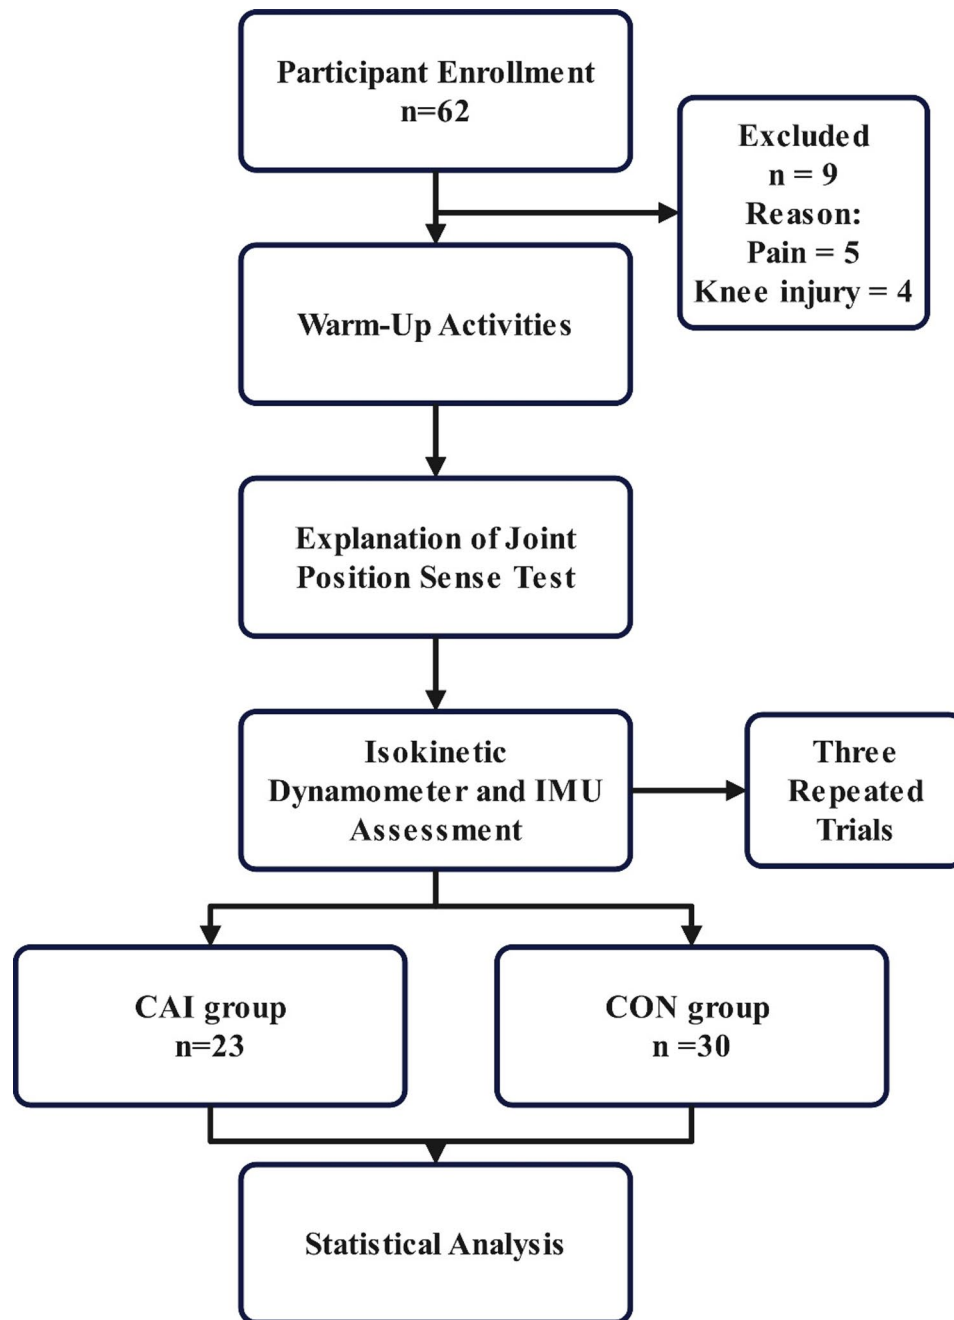 Participant Enrollment
n=62
Excluded
n = 9
Reason:
Pain = 5
Knee injury = 4
Warm-Up Activities
Explanation of Joint
Position Sense Test
Isokinetic
Dynamometer and IMU
Assessment
Three
Repeated
Trials
CAI group
n=23
CON group
n =30
Statistical Analysis